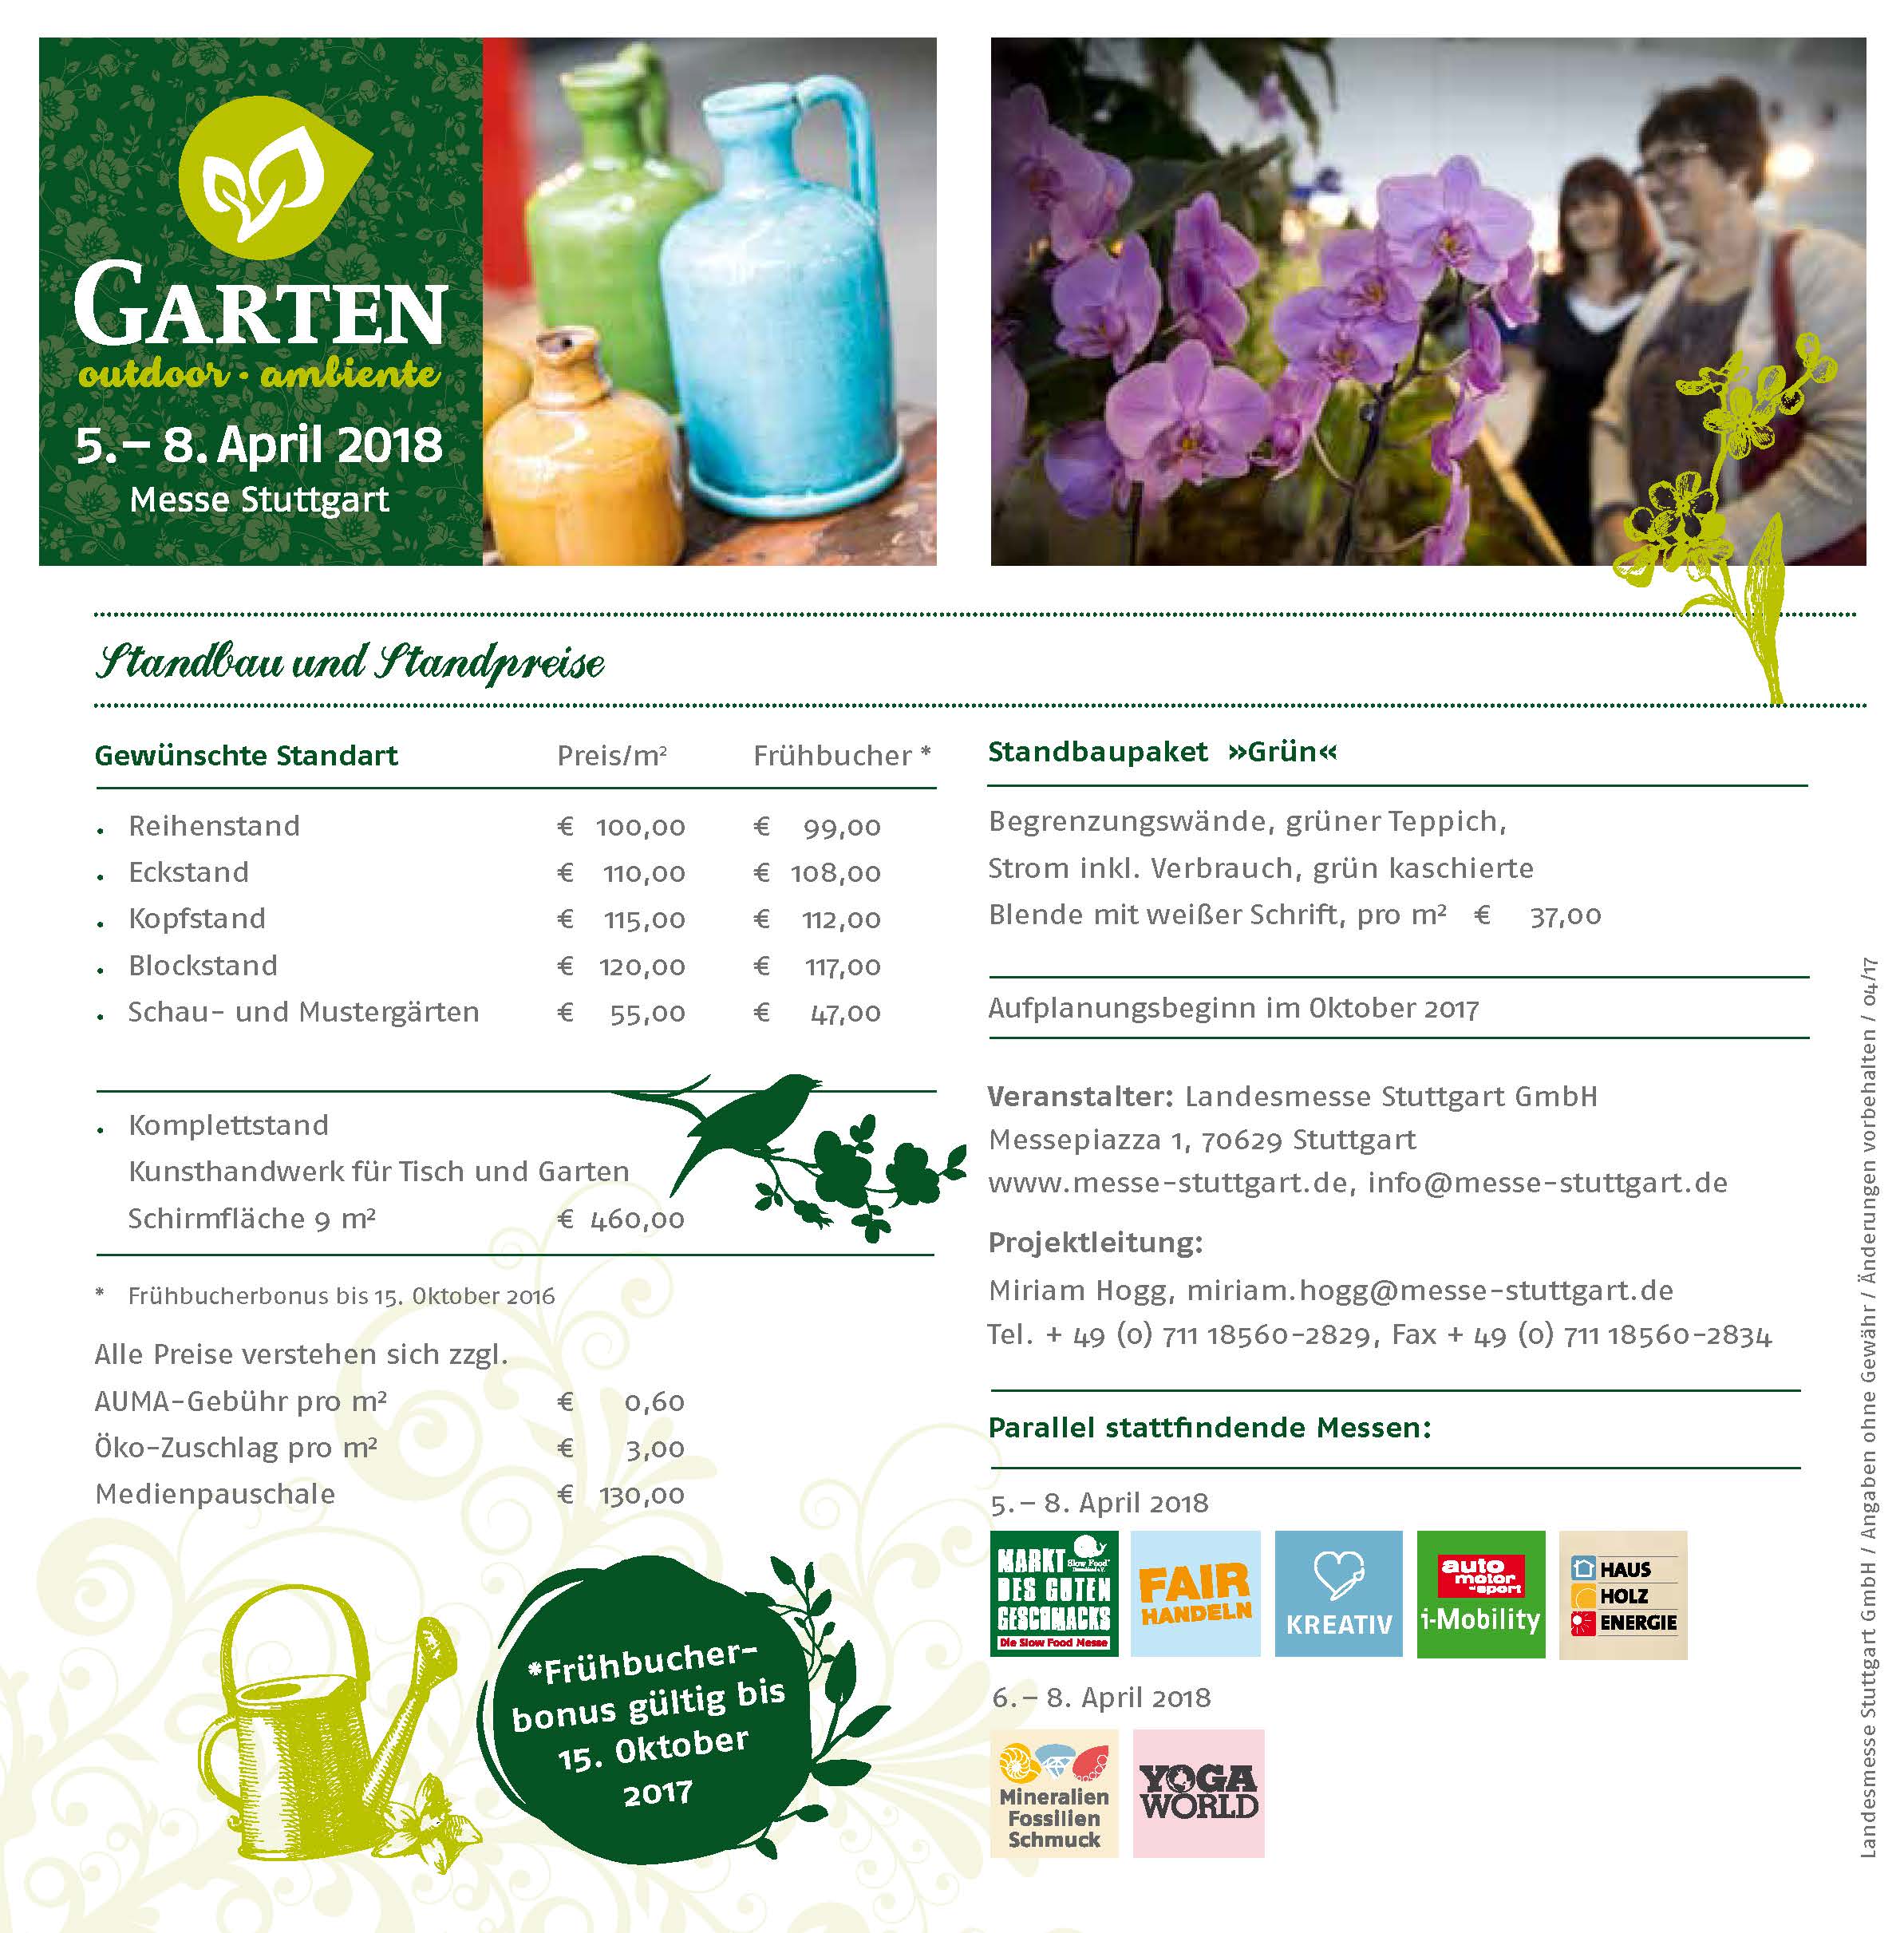 GARTEN
outdoor · ambiente
5.– 8. April 2018
Messe Stuttgart
Standbau und Standpreise
Gewünschte Standart Preis/m² Frühbucher *
• Reihenstand € 100,00 € 99,00
• Eckstand € 110,00 € 108,00
• Kopfstand € 115,00 € 112,00
• Blockstand € 120,00 € 117,00
• Schau- und Mustergärten € 55,00 € 47,00
• Komplettstand
Kunsthandwerk für Tisch und Garten
Schirmfläche 9 m² € 460,00
* Frühbucherbonus bis 15. Oktober 2016
Alle Preise verstehen sich zzgl.
AUMA-Gebühr pro m² € 0,60
Öko-Zuschlag pro m² € 3,00
Medienpauschale € 130,00
*Frühbucher-
bonus gültig bis
15. Oktober
2017
Standbaupaket »Grün«
Begrenzungswände, grüner Teppich,
Strom inkl. Verbrauch, grün kaschierte
Blende mit weißer Schrift, pro m² € 37,00
Aufplanungsbeginn im Oktober 2017
Veranstalter: Landesmesse Stuttgart GmbH
Messepiazza 1, 70629 Stuttgart
www.messe-stuttgart.de, info@messe-stuttgart.de
Projektleitung:
Miriam Hogg, miriam.hogg@messe-stuttgart.de
Tel. + 49 (0) 711 18560-2829, Fax + 49 (0) 711 18560-2834
Parallel stattfindende Messen:
5.– 8. April 2018
MARKT
Slow Food
DES GUTEN
GESCHMACKS
Die Slow Food Messe
FAIR
HANDELN
KREATIV
auto
motor
sport
i-Mobility
HAUS
HOLZ
ENERGIE
6.– 8. April 2018
Mineralien
Fossilien
Schmuck
YOGA
WORLD
Landesmesse Stuttgart GmbH / Angaben ohne Gewähr / Änderungen vorbehalten / 04/17